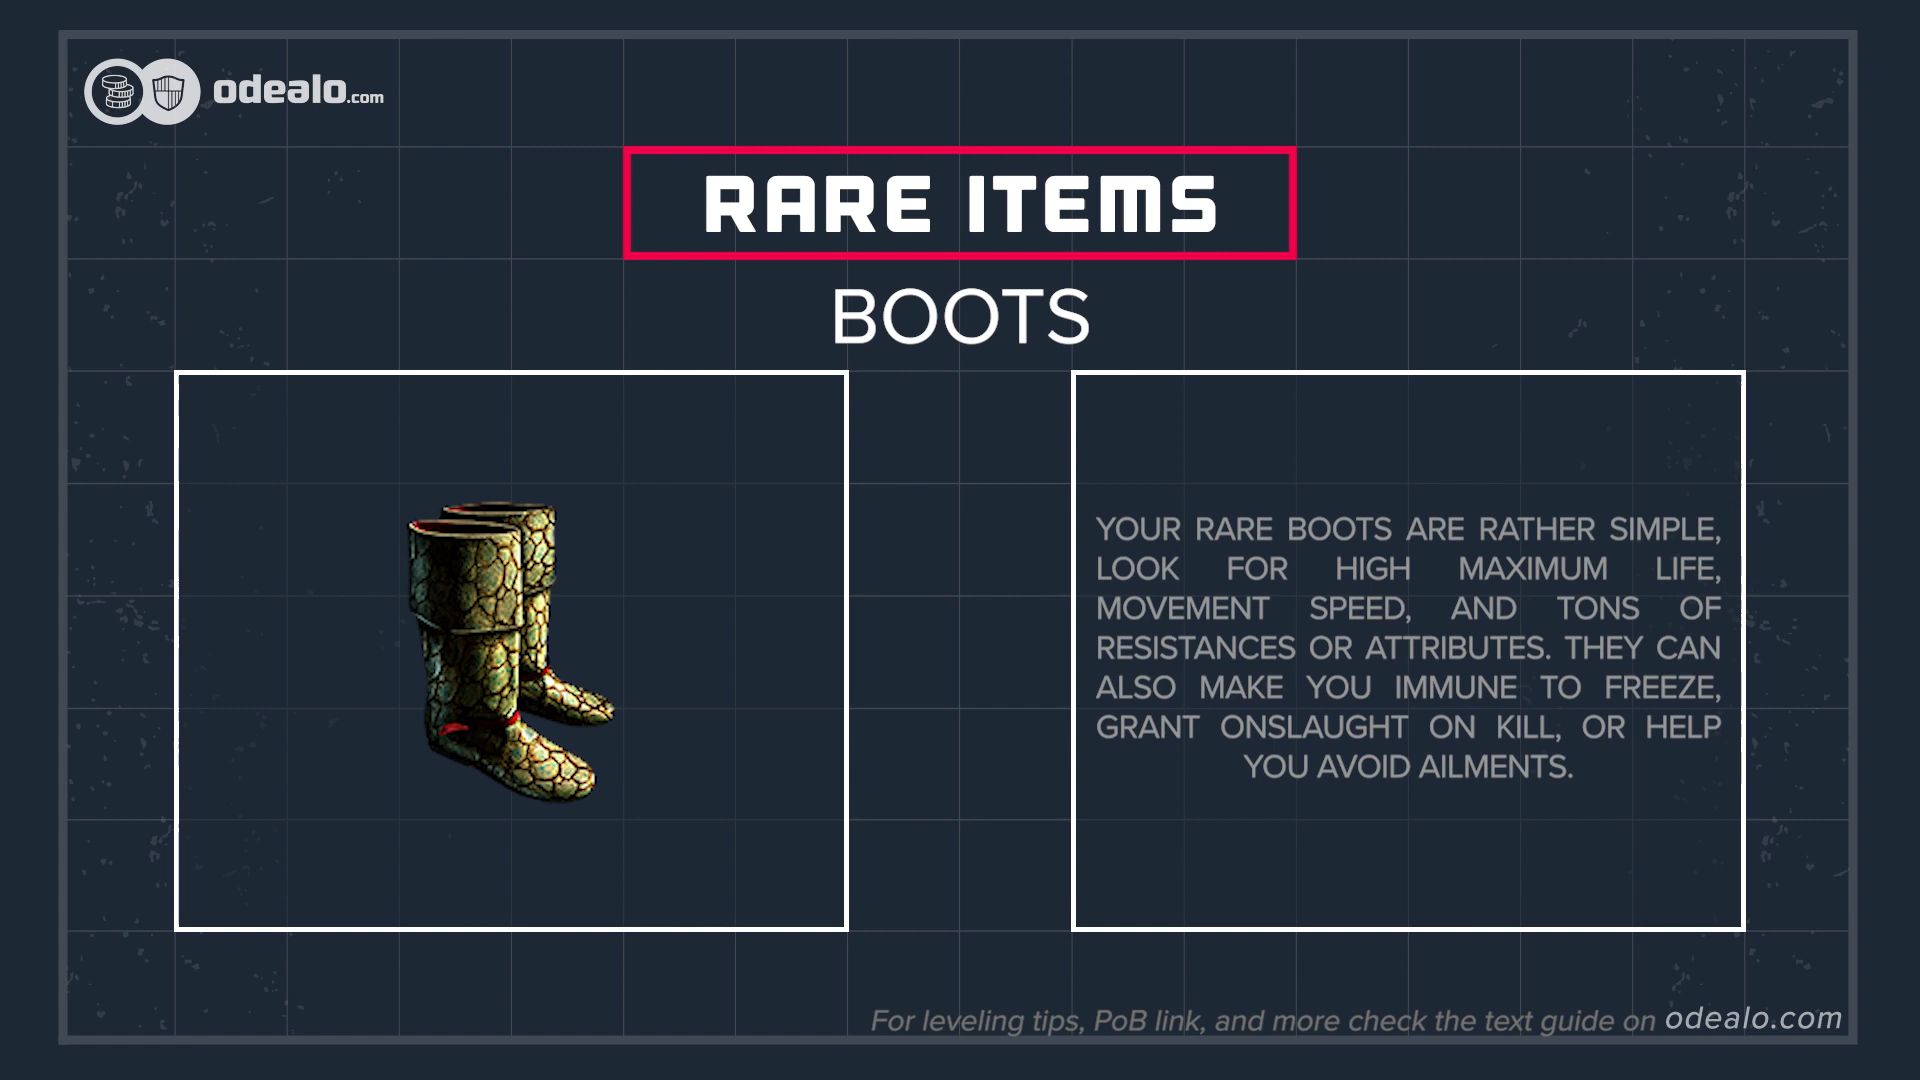 odealo.com
RARE ITEMS
BOOTS
YOUR RARE BOOTS ARE RATHER SIMPLE,
LOOK FOR HIGH MAXIMUM LIFE,
MOVEMENT SPEED, AND TONS OF
RESISTANCES OR ATTRIBUTES. THEY CAN
ALSO MAKE YOU IMMUNE TO FREEZE,
GRANT ONSLAUGHT ON KILL, OR HELP
YOU AVOID AILMENTS.
For leveling tips, PoB link, and more check the text guide on odealo.com